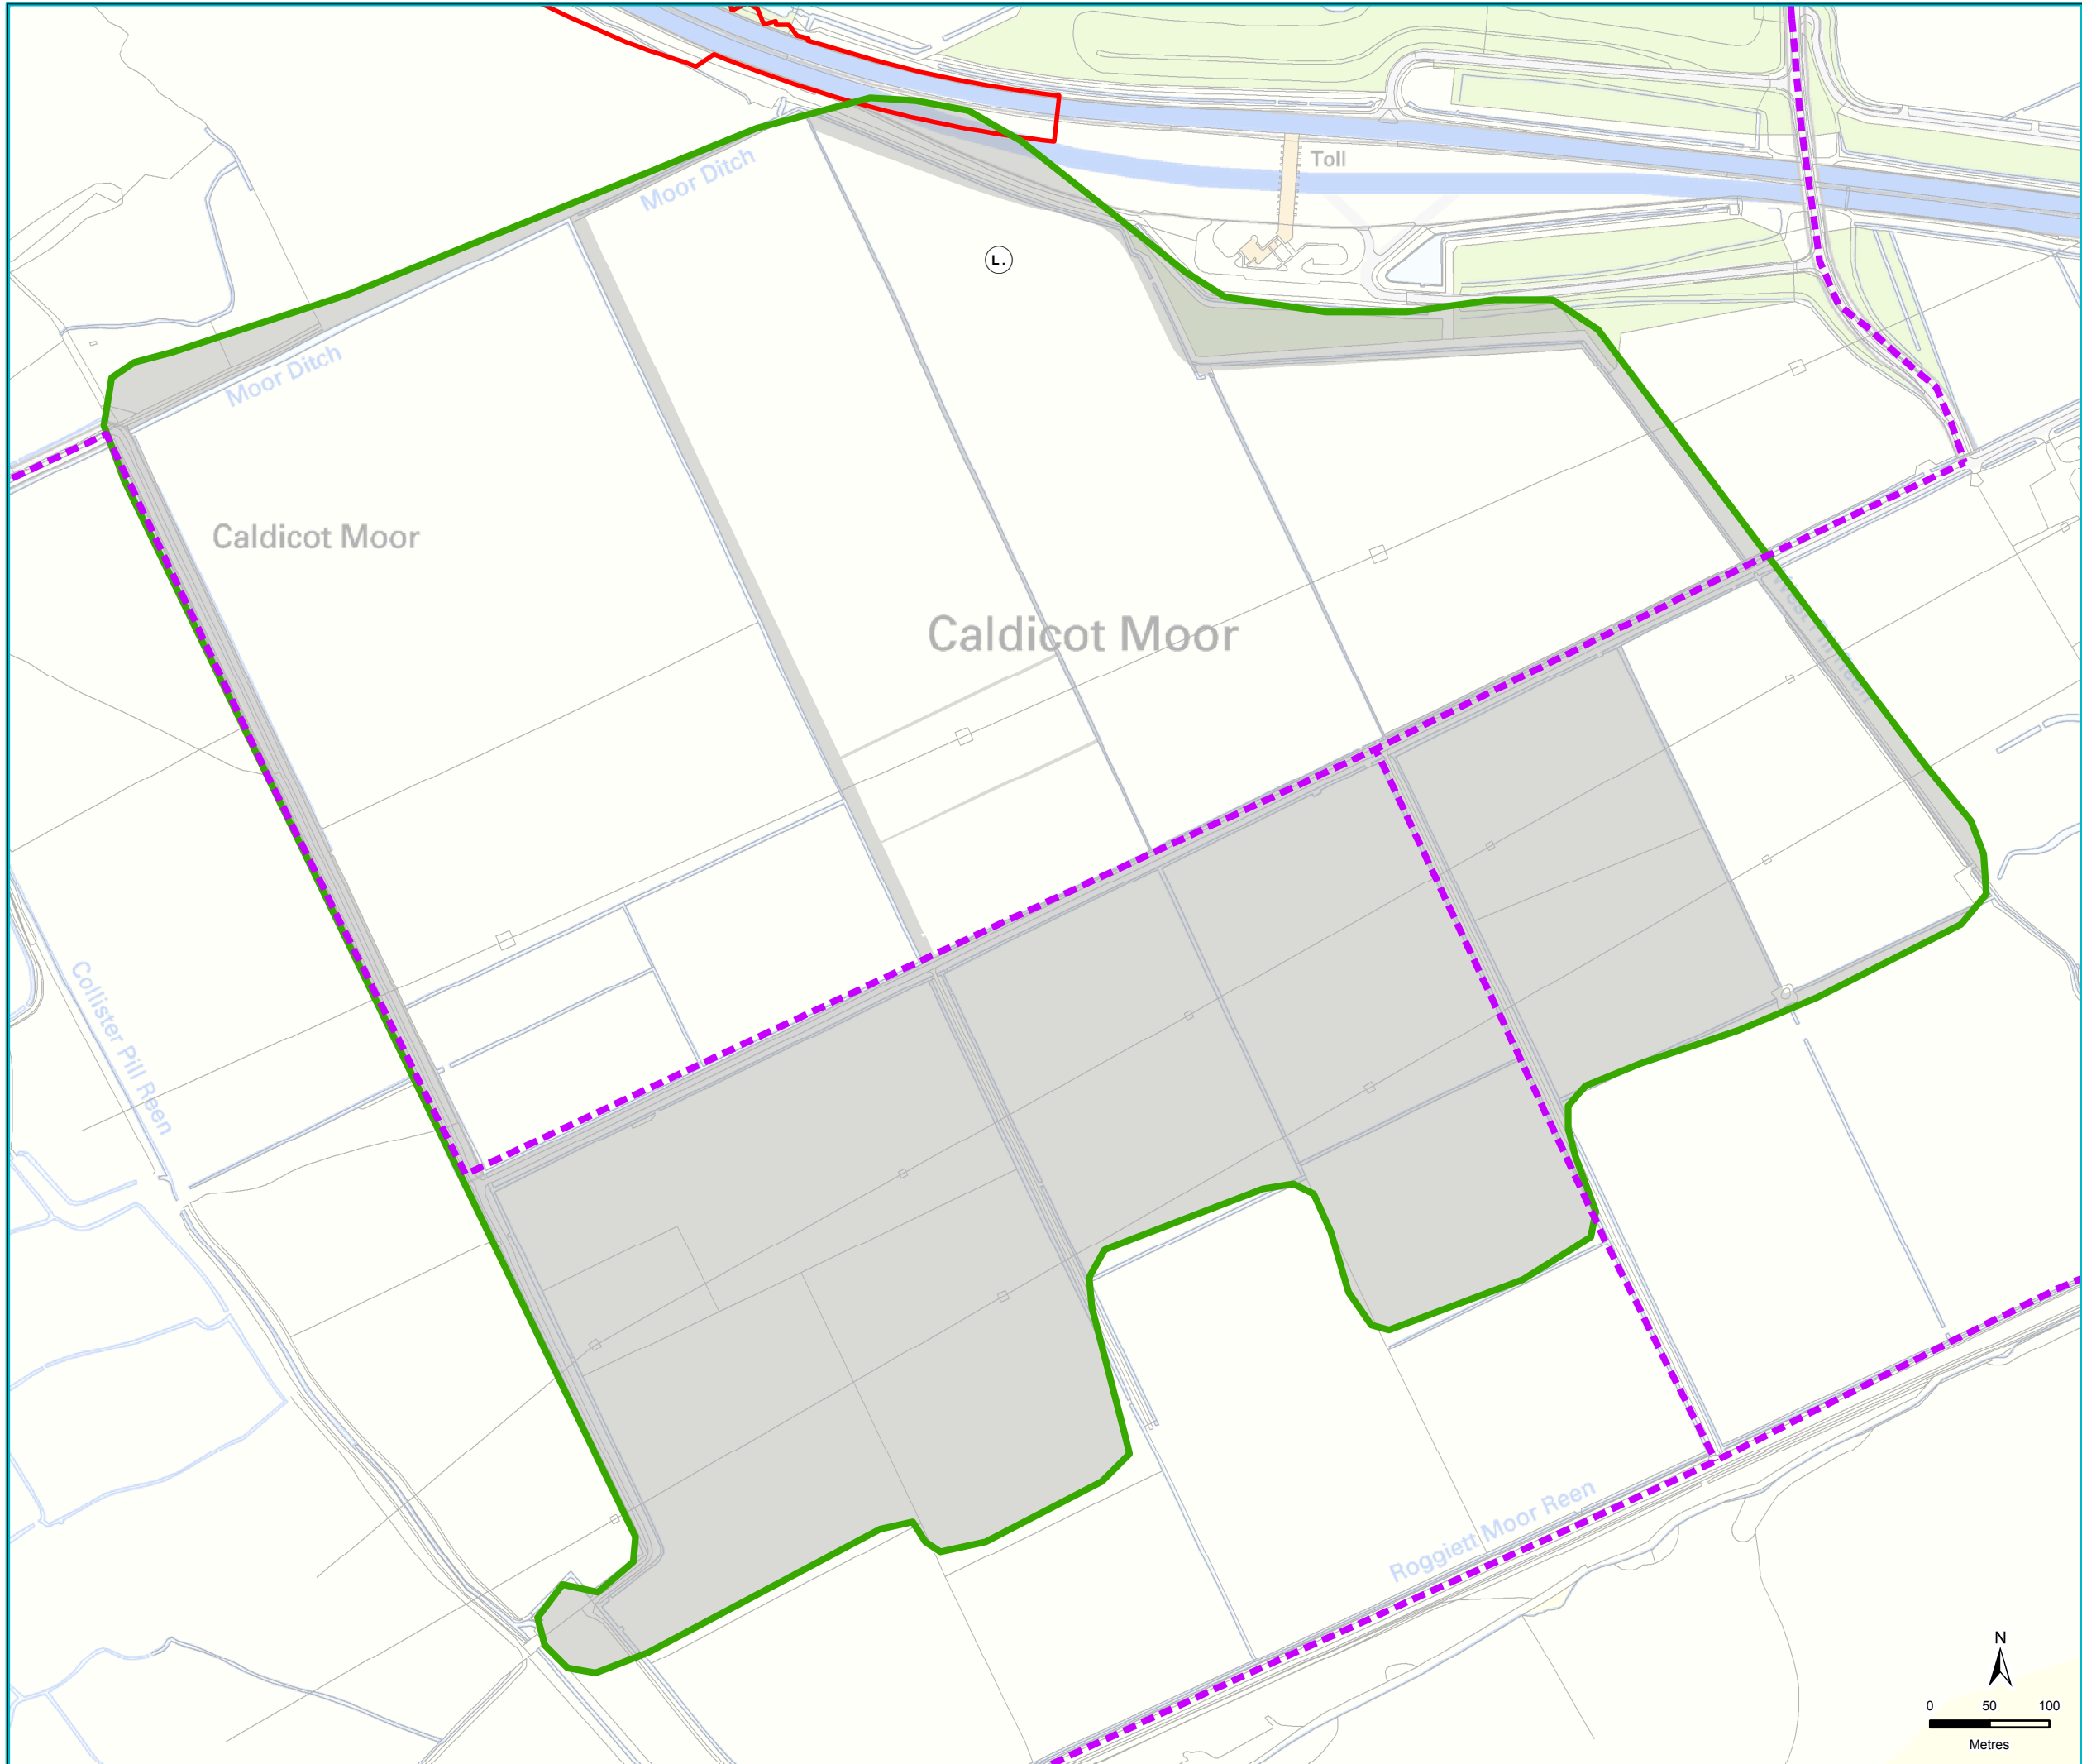 Toll
Moor Ditch
L.
Moor Ditch
Caldicot Moor
Caldicot Moor
Collister Pill Reen
Roggiett Moor Reen
N
0 50 100
Metres